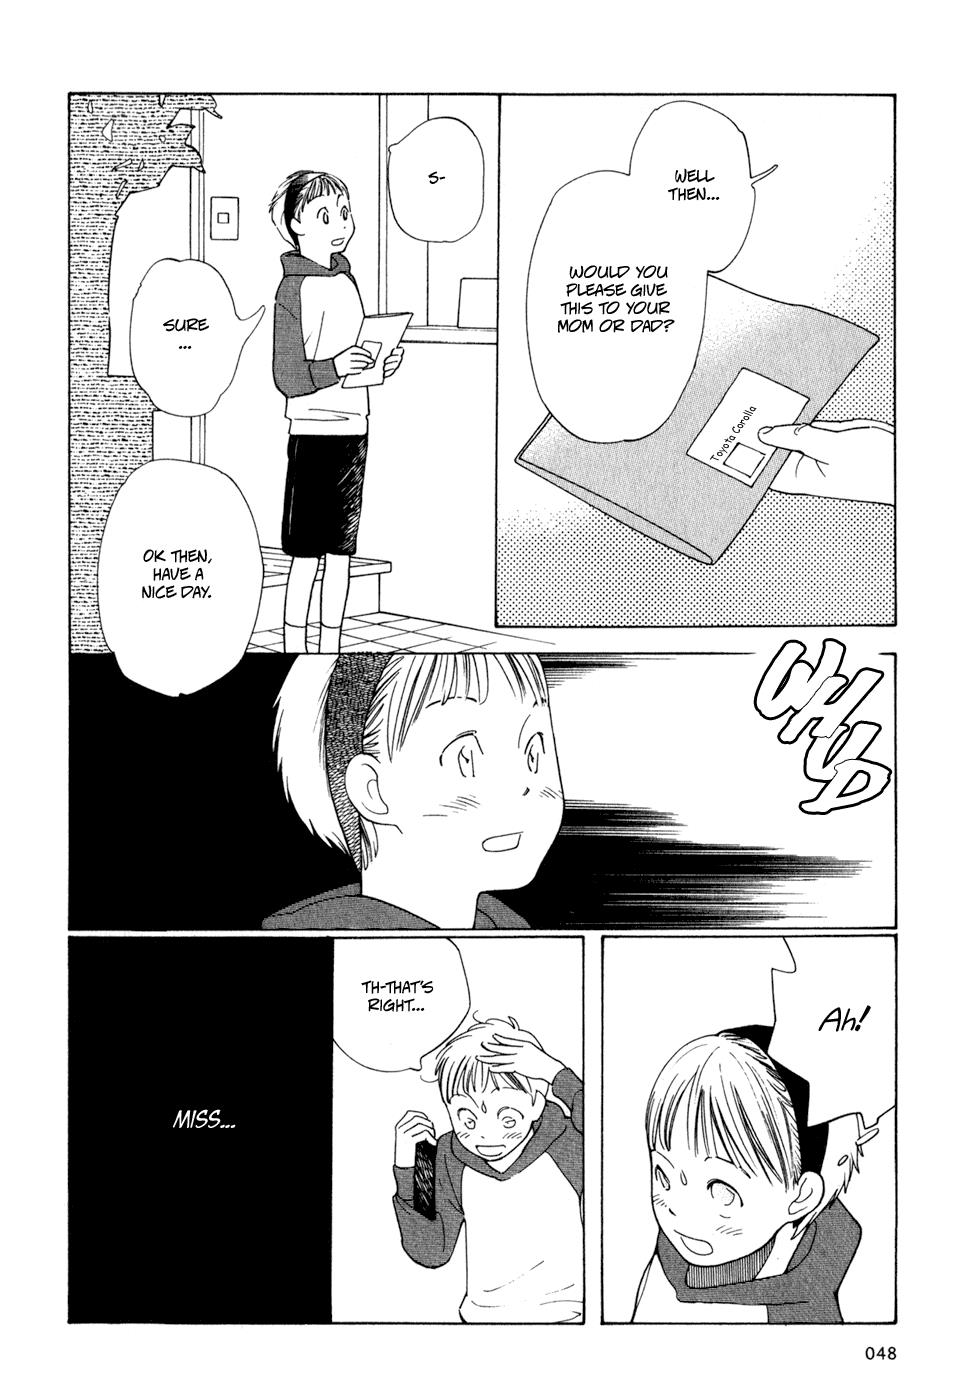 WELL
THEN...
WOULD YOU
PLEASE GIVE
THIS TO YOUR
MOM OR DAD?
Toyota Corolla
S-
SURE
...
OK THEN,
HAVE A
NICE DAY.
UHUD
Ah!
TH-THAT'S
RIGHT...
MISS...
048